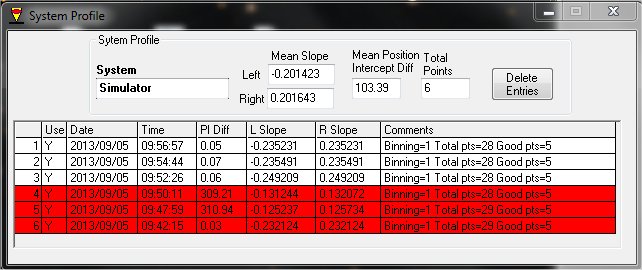 System Profile
Sytem Profile
System
Simulator
Mean Slope
Left -0.201423
Right 0.201643
Mean Position
Intercept Diff
103.39
Total
Points
6
Delete
Entries
Use Date Time PI Diff L Slope R Slope Comments
1 Y 2013/09/05 09:56:57 0.05 -0.235231 0.235231 Binning=1 Total pts=28 Good pts=5
2 Y 2013/09/05 09:54:44 0.07 -0.235491 0.235491 Binning=1 Total pts=28 Good pts=5
3 Y 2013/09/05 09:52:26 0.06 -0.249209 0.249209 Binning=1 Total pts=28 Good pts=5
4 Y 2013/09/05 09:50:11 309.21 -0.131244 0.132072 Binning=1 Total pts=28 Good pts=5
5 Y 2013/09/05 09:47:59 310.94 -0.125237 0.125734 Binning=1 Total pts=29 Good pts=5
6 Y 2013/09/05 09:42:15 0.03 -0.232124 0.232124 Binning=1 Total pts=29 Good pts=5